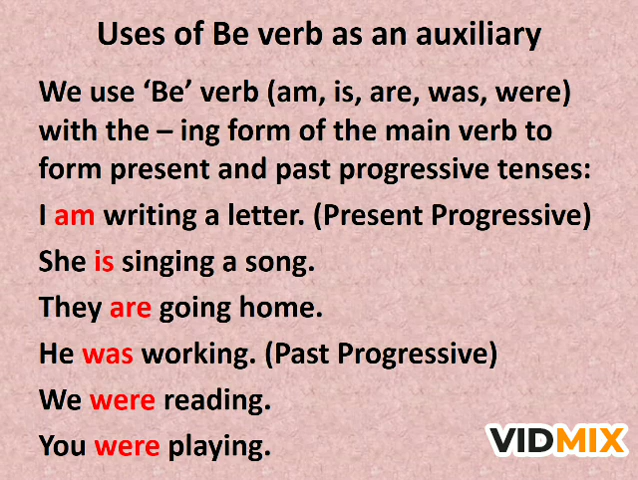 Uses of Be verb as an auxiliary
We use ‘Be’ verb (am, is, are, was, were)
with the – ing form of the main verb to
form present and past progressive tenses:
I am writing a letter. (Present Progressive)
She is singing a song.
They are going home.
He was working. (Past Progressive)
We were reading.
You were playing.
VIDMIX